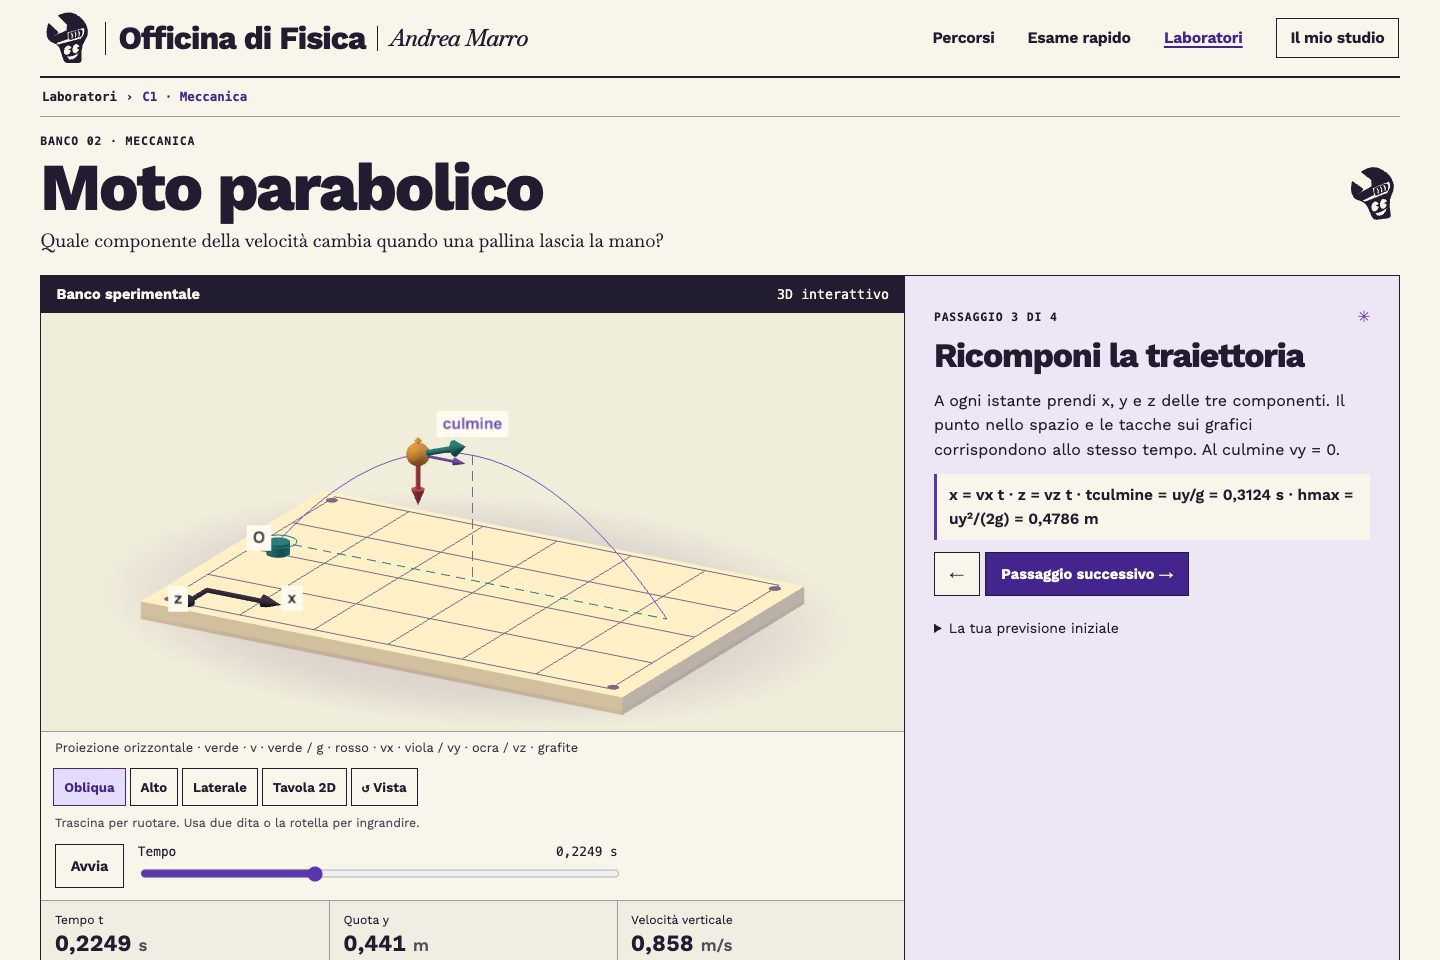 Officina di Fisica
Andrea Marro
Percorsi
Esame rapido
Laboratori
Il mio studio
Laboratori › C1 · Meccanica
BANCO 02 · MECCANICA
Moto parabolico
Quale componente della velocità cambia quando una pallina lascia la mano?
Banco sperimentale
3D interattivo
culmine
O
z
x
Proiezione orizzontale · verde · v · verde / g · rosso · vx · viola / vy · ocra / vz · grafite
Obliqua
Alto
Laterale
Tavola 2D
↺ Vista
Trascina per ruotare. Usa due dita o la rotella per ingrandire.
Avvia
Tempo
0,2249 s
Tempo t
0,2249 s
Quota y
0,441 m
Velocità verticale
0,858 m/s
PASSAGGIO 3 DI 4
Ricomponi la traiettoria
A ogni istante prendi x, y e z delle tre componenti. Il
punto nello spazio e le tacche sui grafici
corrispondono allo stesso tempo. Al culmine vy = 0.
x = vx t · z = vz t · tculmine = uy/g = 0,3124 s · hmax =
uy²/(2g) = 0,4786 m
←
Passaggio successivo →
▶ La tua previsione iniziale